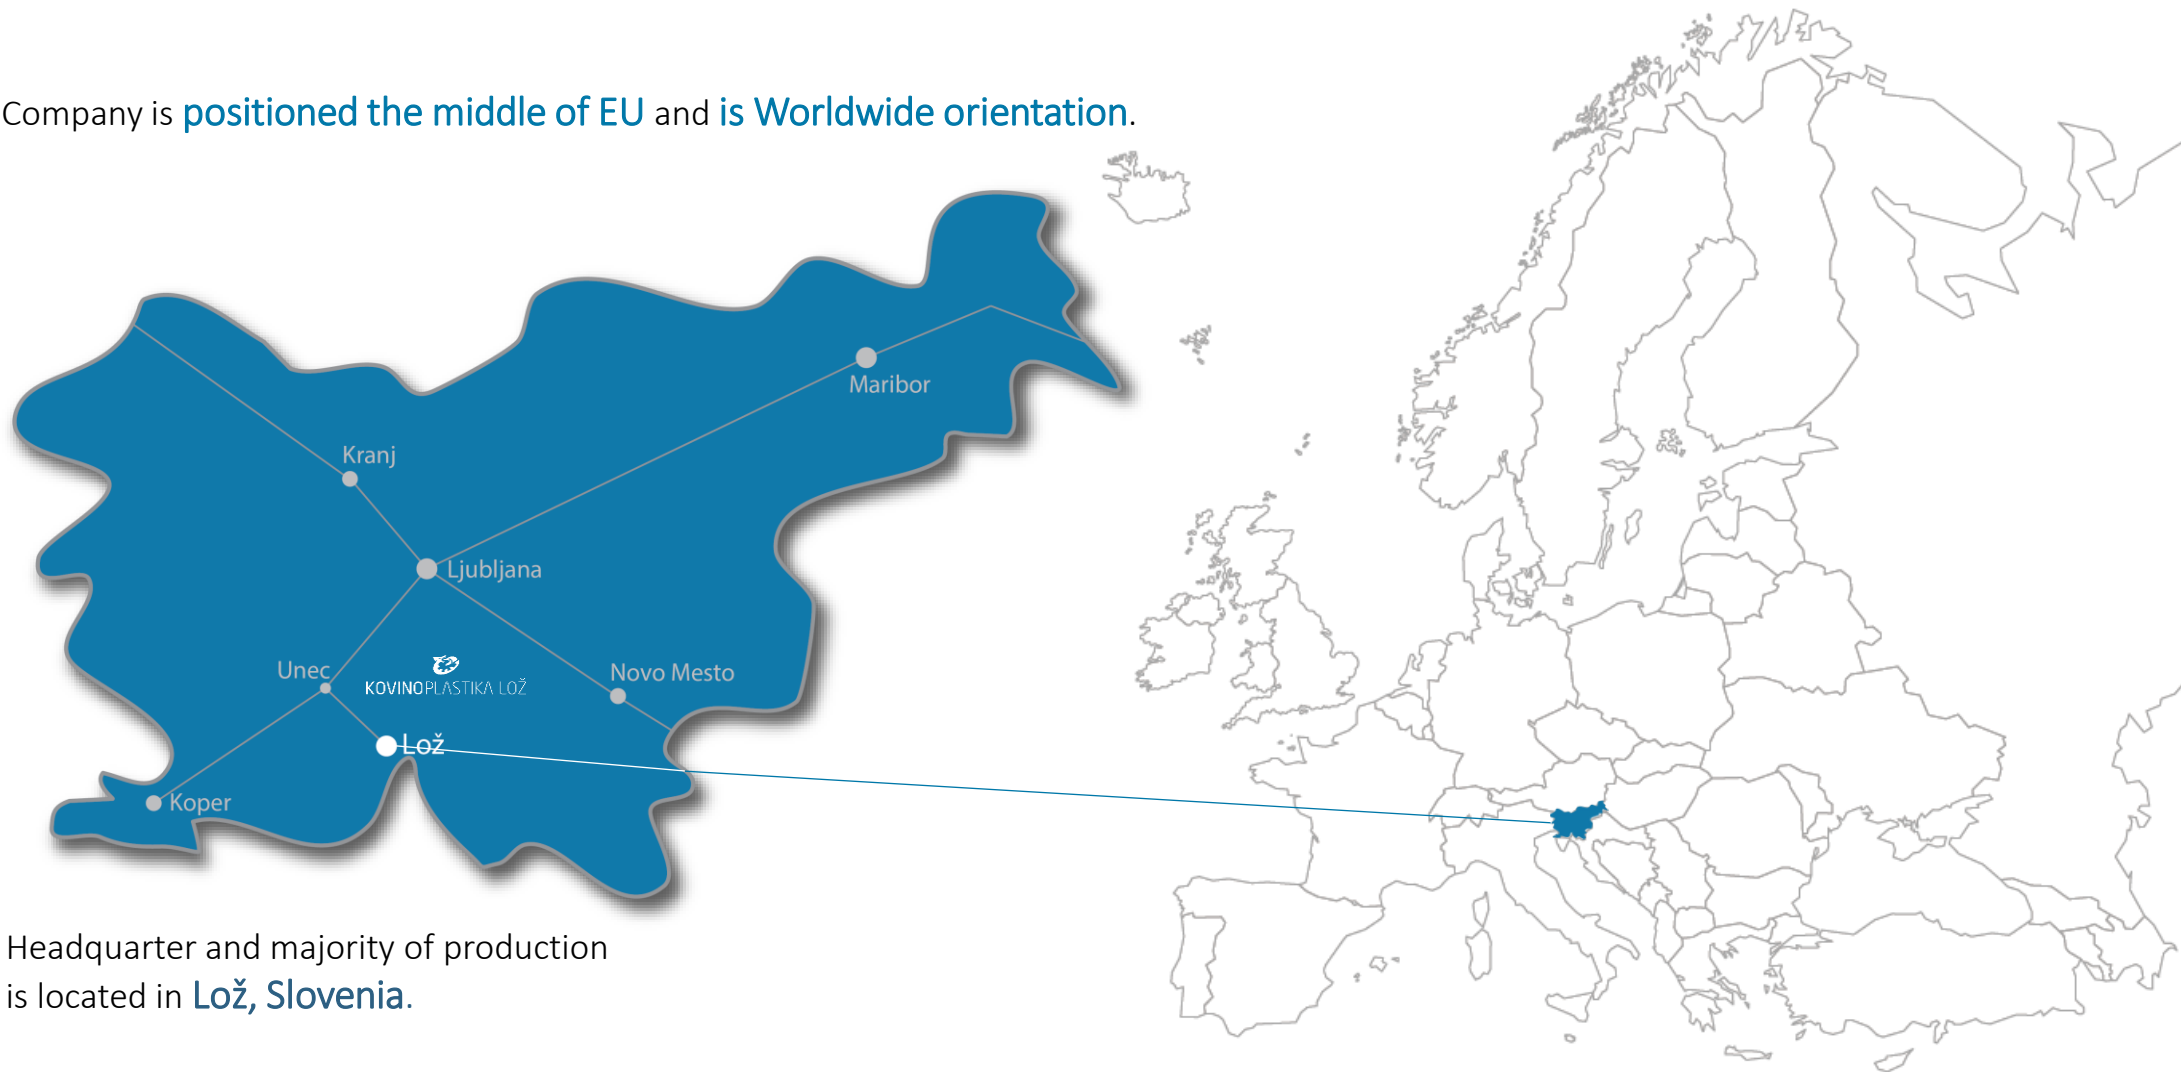 Company is positioned the middle of EU and is Worldwide orientation.
Maribor
Kranj
Ljubljana
Unec
KOVINOPLASTIKA LOŽ
Novo Mesto
Lož
Koper
Headquarter and majority of production
is located in Lož, Slovenia.